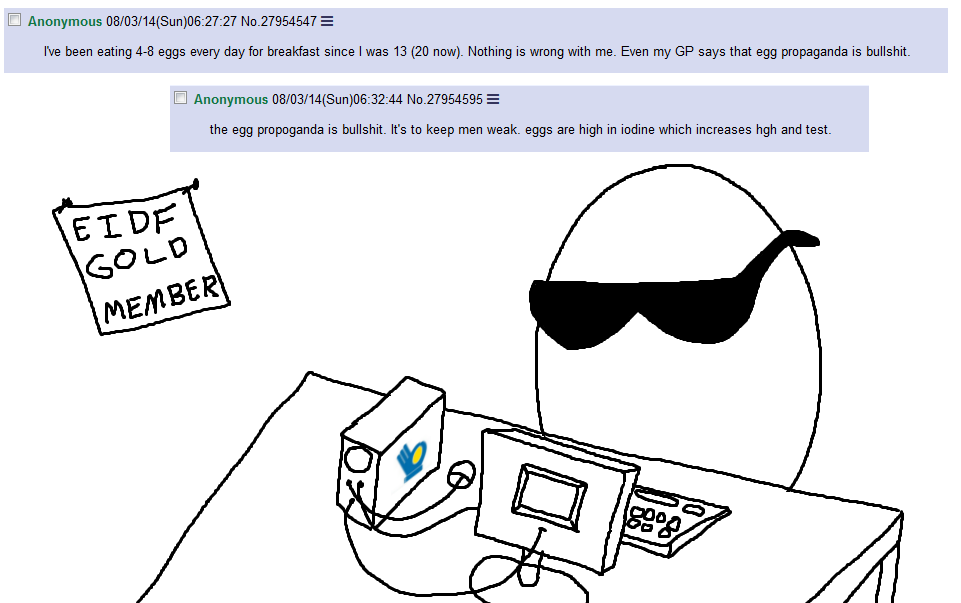 Anonymous 08/03/14(Sun)06:27:27 No.27954547
I've been eating 4-8 eggs every day for breakfast since I was 13 (20 now). Nothing is wrong with me. Even my GP says that egg propaganda is bullshit.
Anonymous 08/03/14(Sun)06:32:44 No.27954595
the egg propoganda is bullshit. It's to keep men weak. eggs are high in iodine which increases hgh and test.
EIDF
GOLD
MEMBER